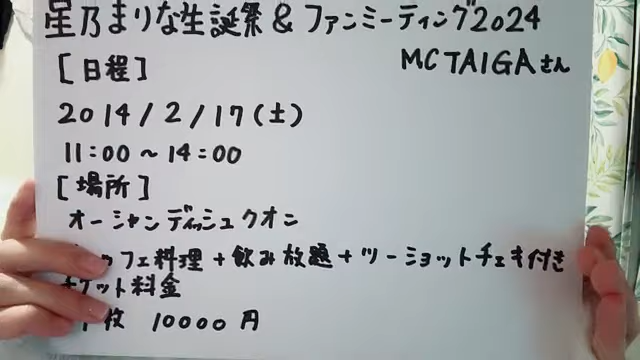 星乃まりな生誕祭&ファンミーティング2024
MC TAIGAさん
[日程]
2014/2/17(土)
11:00~14:00
[場所]
オーシャンディッシュクオン
ッフェ料理+飲み放題+ツーショットチェキ付き
チケット料金
枚 10000円